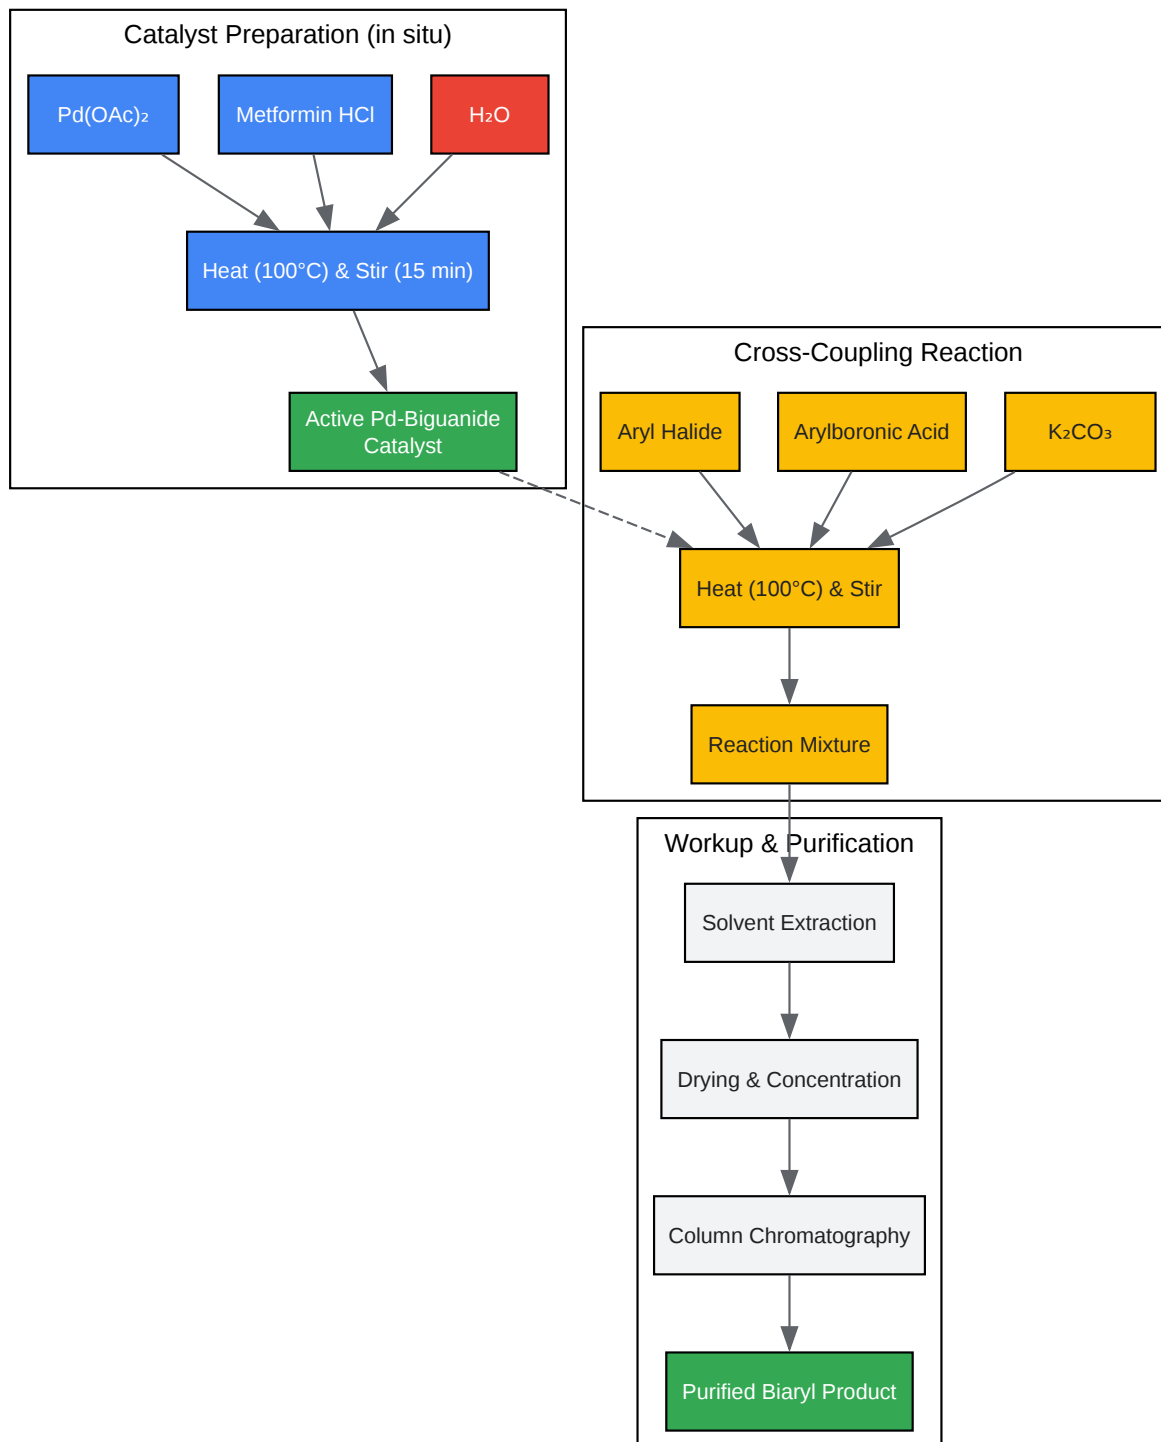 Catalyst Preparation (in situ)
Pd(OAc)₂
Metformin HCl
H₂O
Heat (100°C) & Stir (15 min)
Active Pd-Biguanide
Catalyst
Cross-Coupling Reaction
Aryl Halide
Arylboronic Acid
K₂CO₃
Heat (100°C) & Stir
Reaction Mixture
Workup & Purification
Solvent Extraction
Drying & Concentration
Column Chromatography
Purified Biaryl Product